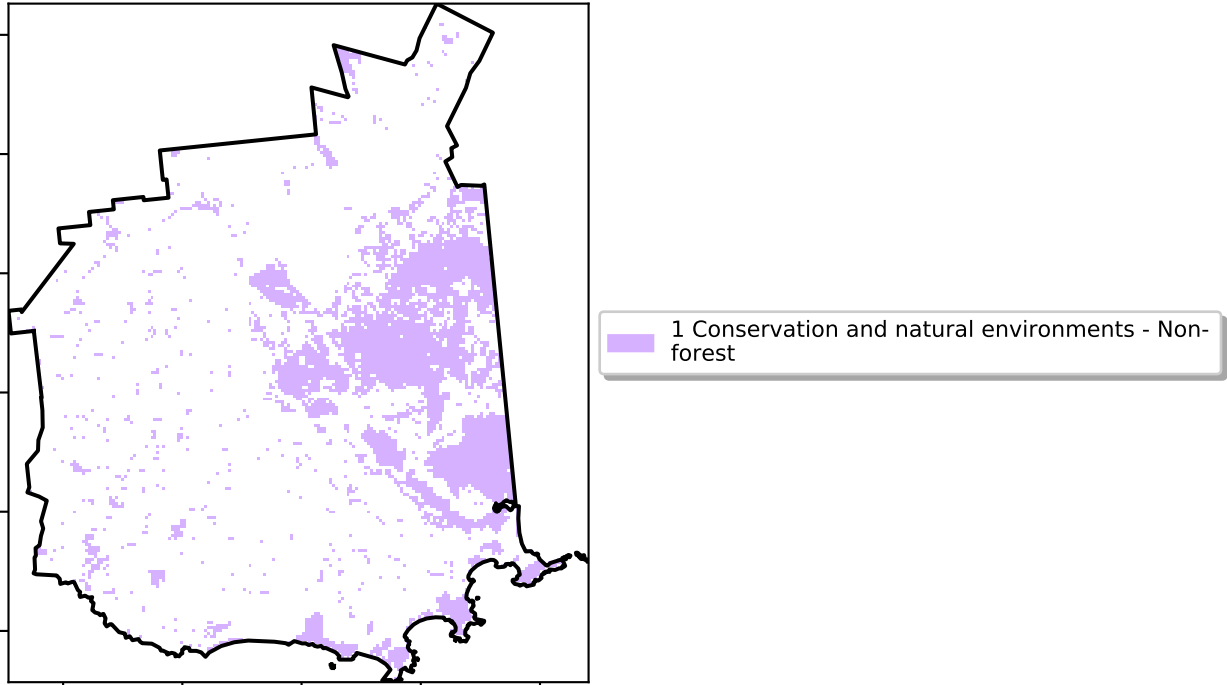 1 Conservation and natural environments - Non-
forest